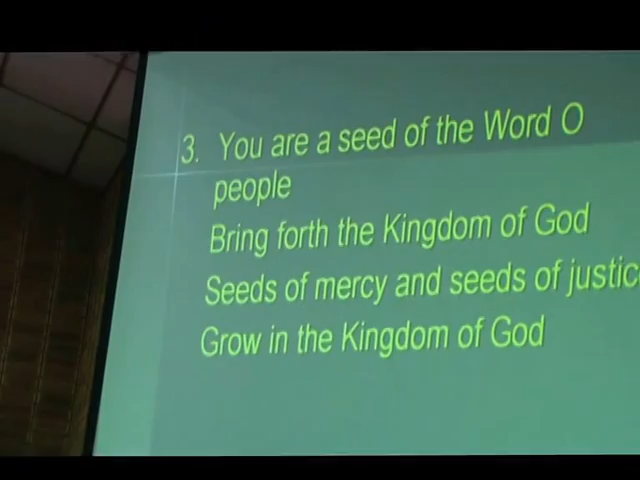 3. You are a seed of the Word O
people
Bring forth the Kingdom of God
Seeds of mercy and seeds of
Grow in the Kingdom of God